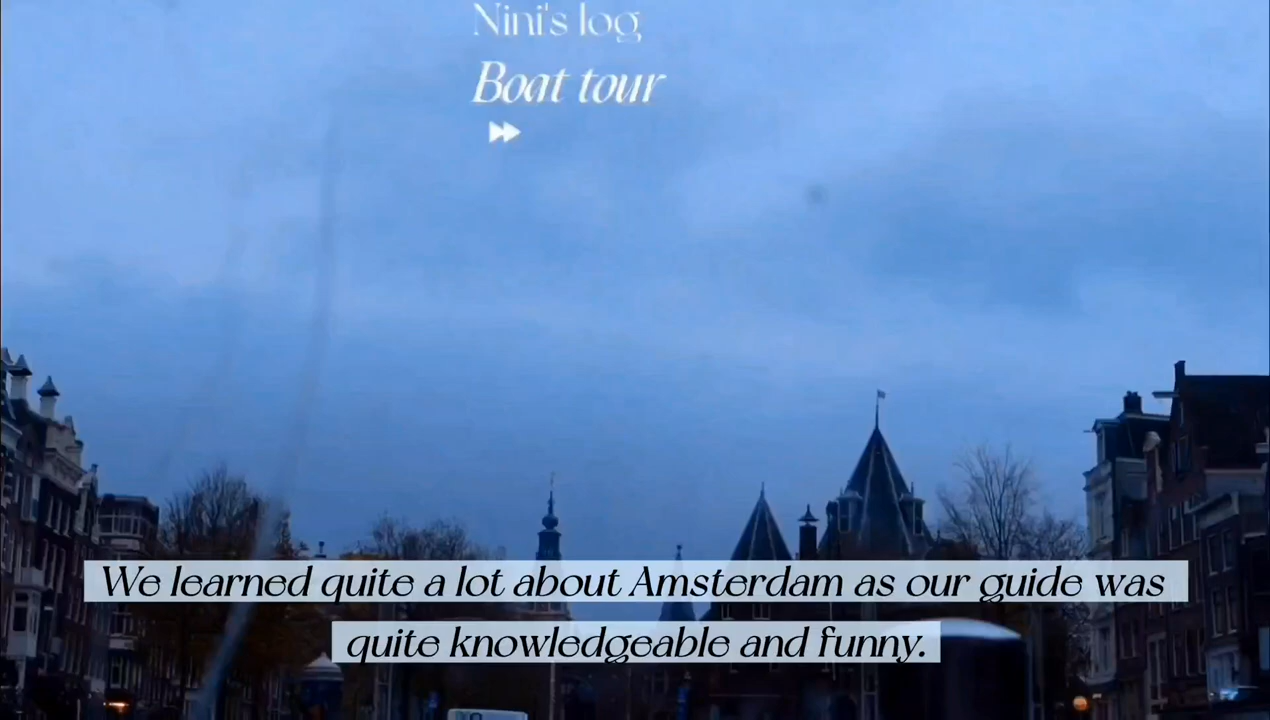 Nini's log
Boat tour
We learned quite a lot about Amsterdam as our guide was
quite knowledgeable and funny.